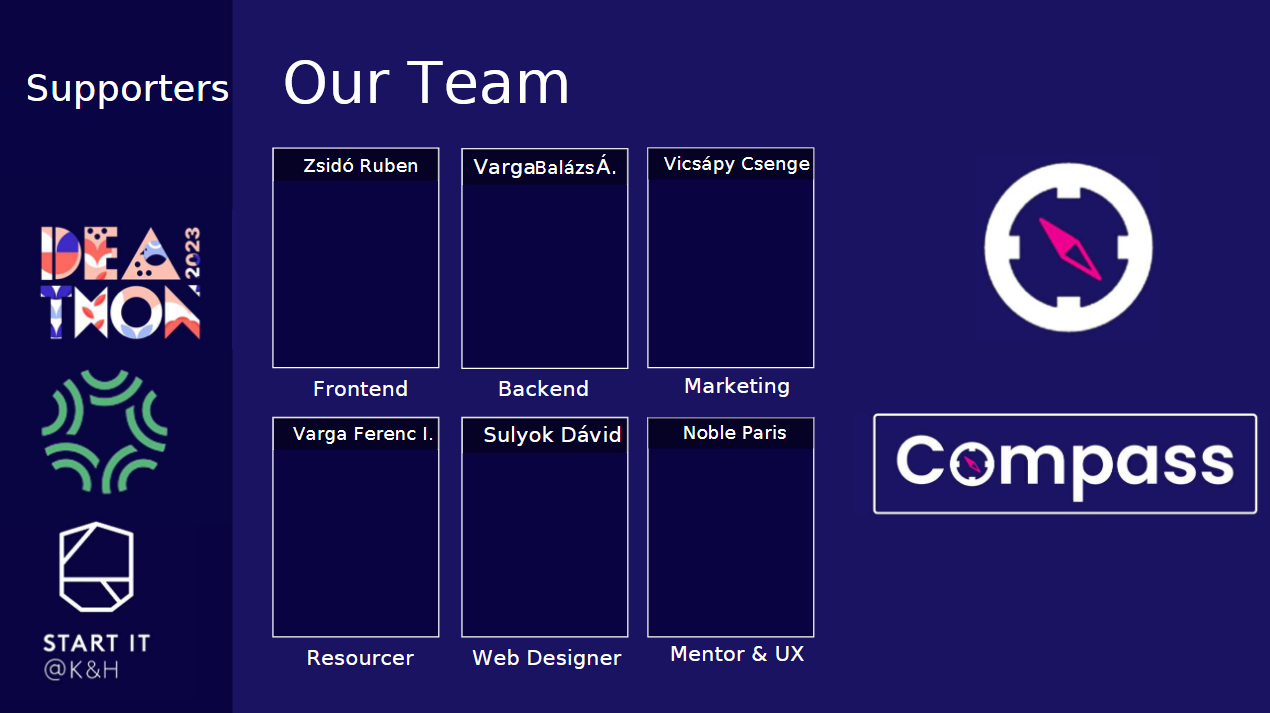 Supporters
Our Team
Zsidó Ruben
VargaBalázsÁ.
Vicsápy Csenge
Frontend
Backend
Marketing
Varga Ferenc I.
Sulyok Dávid
Noble Paris
Resourcer
Web Designer
Mentor & UX
DEA
THON
2023
START IT
@K&H
Compass